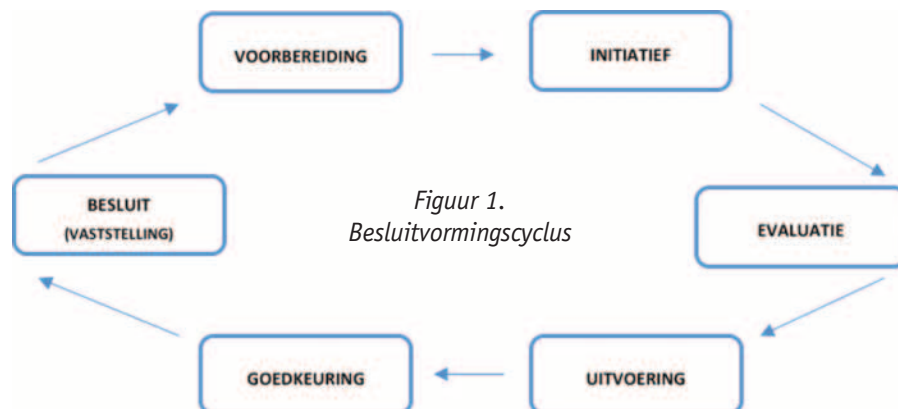 VOORBEREIDING
INITIATIEF
BESLUIT
(VASTSTELLING)
Figuur 1.
Besluitvormingscyclus
EVALUATIE
GOEDKEURING
UITVOERING